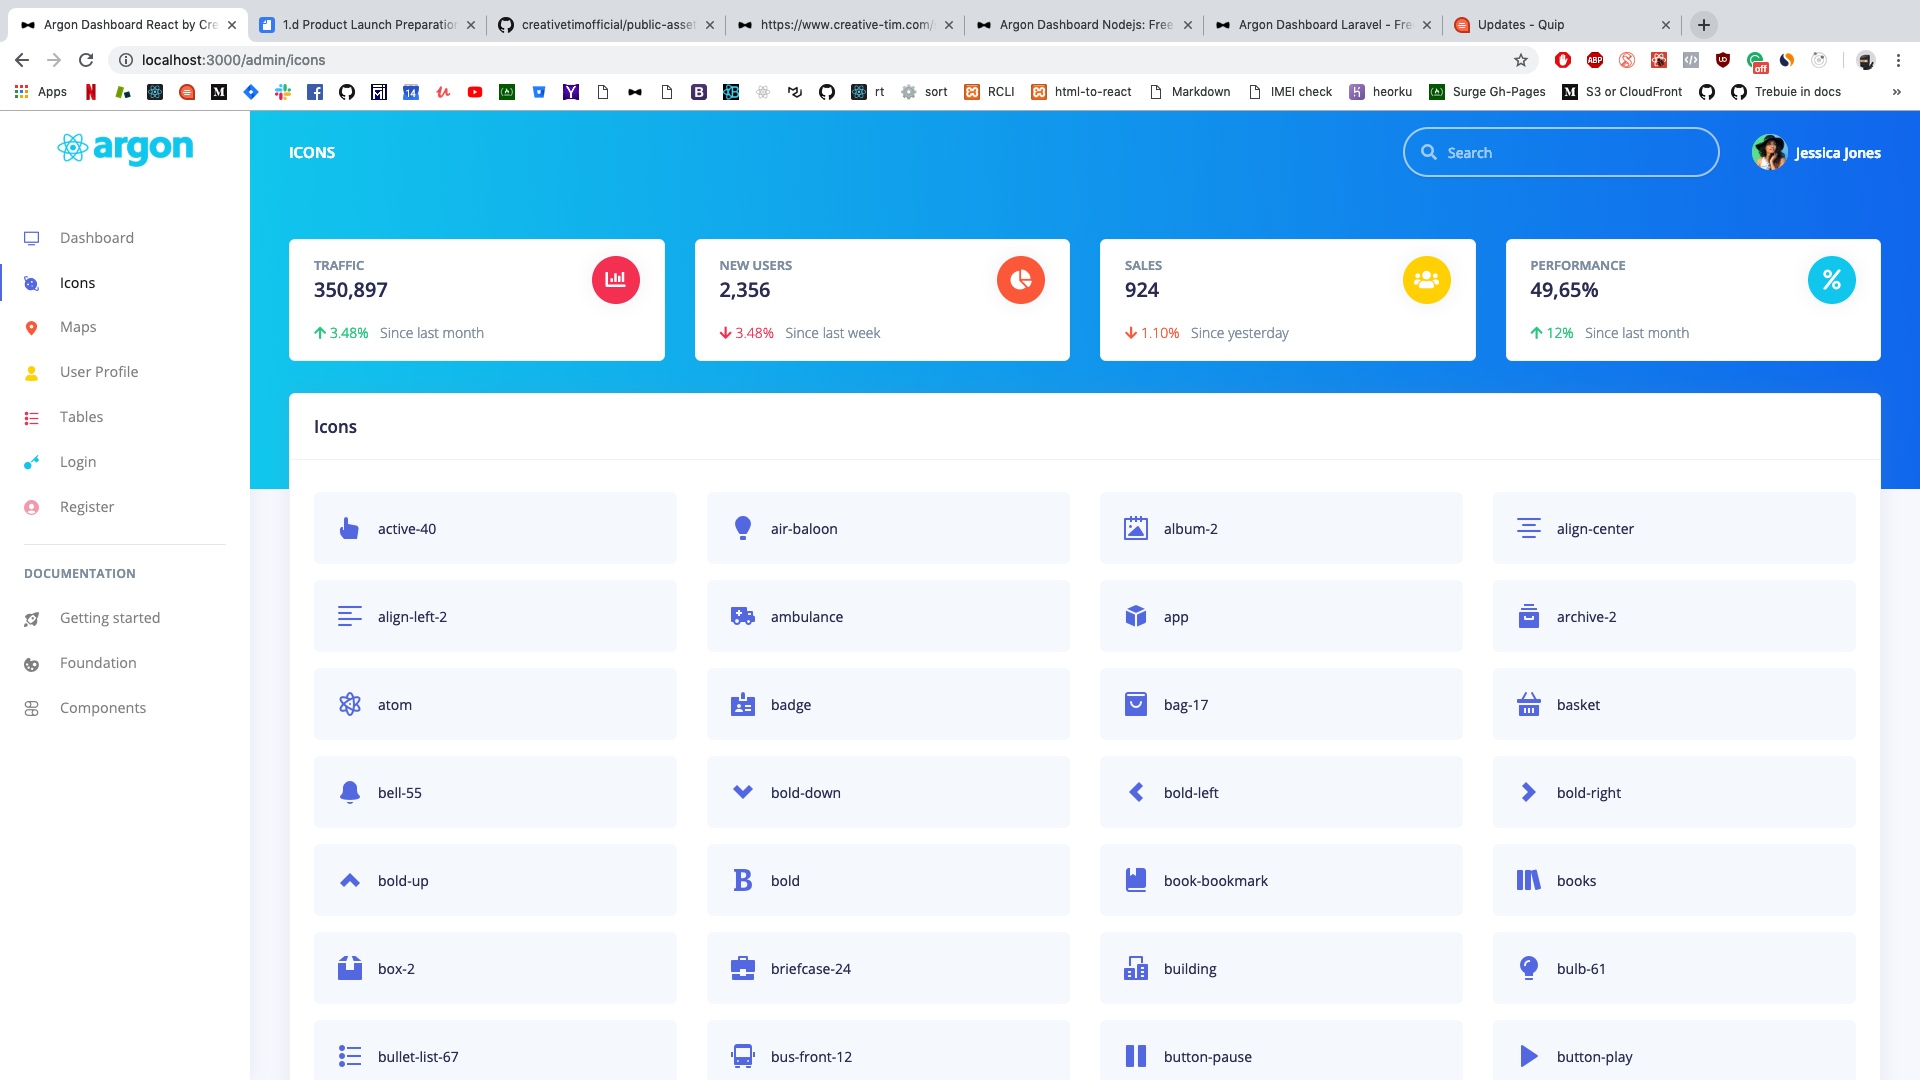 Argon Dashboard React by Cre
1.d Product Launch Preparation
creativetimofficial/public-asset
https://www.creative-tim.com/
Argon Dashboard Nodejs: Free
Argon Dashboard Laravel - Fre
Updates - Quip
localhost:3000/admin/icons
ABP
off
Apps
14
rt
sort
RCLI
html-to-react
Markdown
IMEI check
heorku
Surge Gh-Pages
S3 or CloudFront
Trebuie in docs
»
argon
ICONS
Search
Jessica Jones
Dashboard
Icons
Maps
User Profile
Tables
Login
Register
DOCUMENTATION
Getting started
Foundation
Components
TRAFFIC
350,897
3.48% Since last month
NEW USERS
2,356
3.48% Since last week
SALES
924
1.10% Since yesterday
PERFORMANCE
49,65%
12% Since last month
Icons
active-40
air-baloon
album-2
align-center
align-left-2
ambulance
app
archive-2
atom
badge
bag-17
basket
bell-55
bold-down
bold-left
bold-right
bold-up
bold
book-bookmark
books
box-2
briefcase-24
building
bulb-61
bullet-list-67
bus-front-12
button-pause
button-play